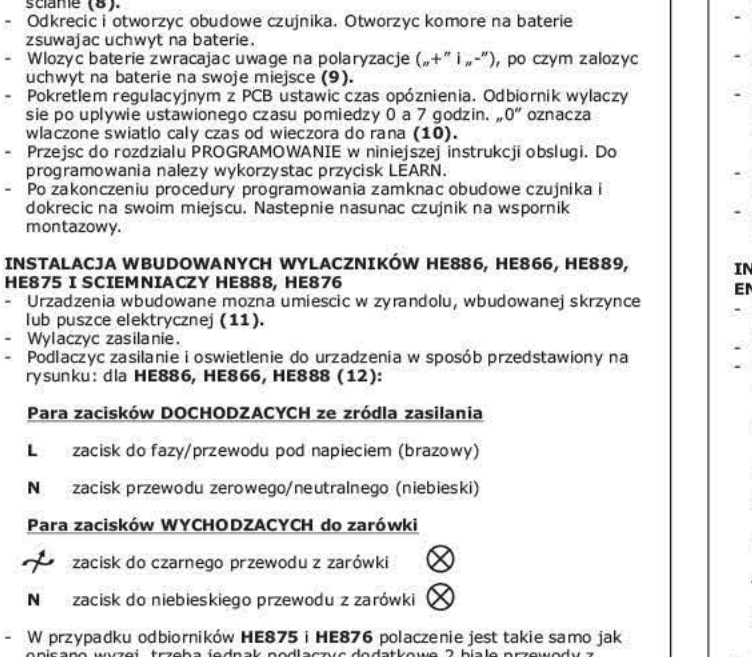 scianie (8).
- Odkrecic i otworzyc obudowe czujnika. Otworzyc komore na baterie
zsuwajac uchwyt na baterie.
- Wlozyc baterie zwracajac uwage na polaryzacje („+" i „-"), po czym zalozyc
uchwyt na baterie na swoje miejsce (9).
- Pokretlem regulacyjnym z PCB ustawic czas opóznienia. Odbiornik wylaczy
sie po uplywie ustawionego czasu pomiedzy 0 a 7 godzin. „0" oznacza
wlaczone swiatlo caly czas od wieczora do rana (10).
- Przejsc do rozdzialu PROGRAMOWANIE w niniejszej instrukcji obslugi. Do
programowania nalezy wykorzystac przycisk LEARN.
- Po zakonczeniu procedury programowania zamknac obudowe czujnika i
dokrecic na swoim miejscu. Nastepnie nasunac czujnik na wspornik
montazowy.
INSTALACJA WBUDOWANYCH WYLACZNIKÓW HE886, HE866, HE889,
HE875 I SCIEMNIACZY HE888, HE876
- Urzadzenia wbudowane mozna umiescic w zyrandolu, wbudowanej skrzynce
lub puszce elektrycznej (11).
- Wylaczyc zasilanie.
- Podlaczyc zasilanie i oswietlenie do urzadzenia w sposób przedstawiony na
rysunku: dla HE886, HE866, HE888 (12):
Para zacisków DOCHODZACYCH ze zródla zasilania
L zacisk do fazy/przewodu pod napieciem (brazowy)
N zacisk przewodu zerowego/neutralnego (niebieski)
Para zacisków WYCHODZACYCH do zarówki
zacisk do czarnego przewodu z zarówki
N zacisk do niebieskiego przewodu z zarówki
- W przypadku odbiorników HE875 i HE876 polaczenie jest takie samo jak
opisano wyzej, trzeba jednak podlaczyc dodatkowe 2 biale przewody z
IN
EN